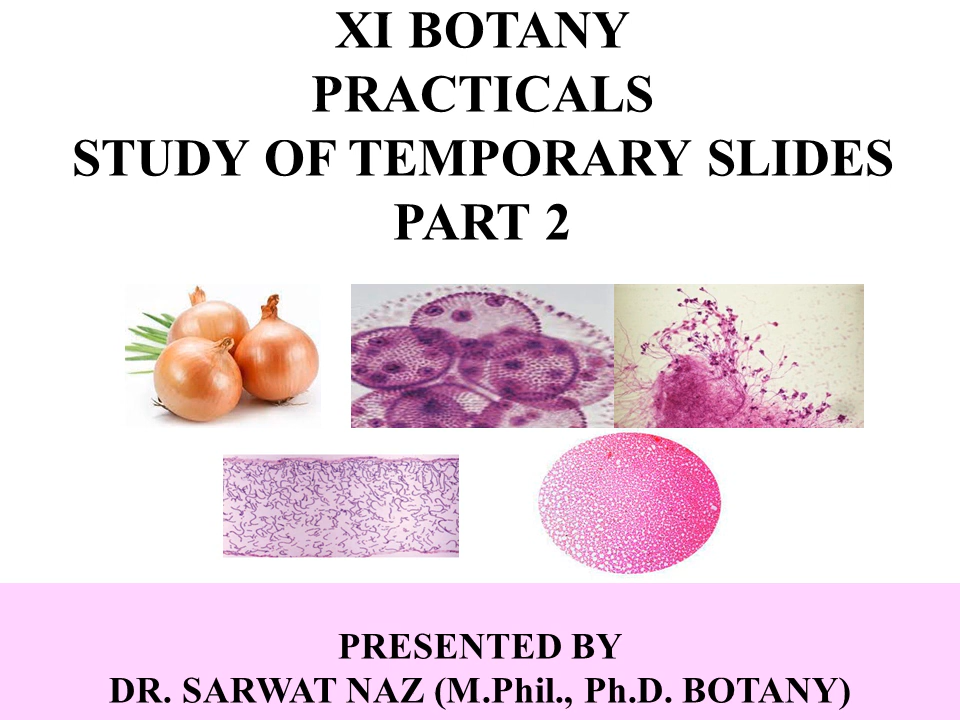 XI BOTANY
PRACTICALS
STUDY OF TEMPORARY SLIDES
PART 2
PRESENTED BY
DR. SARWAT NAZ (M.Phil., Ph.D. BOTANY)